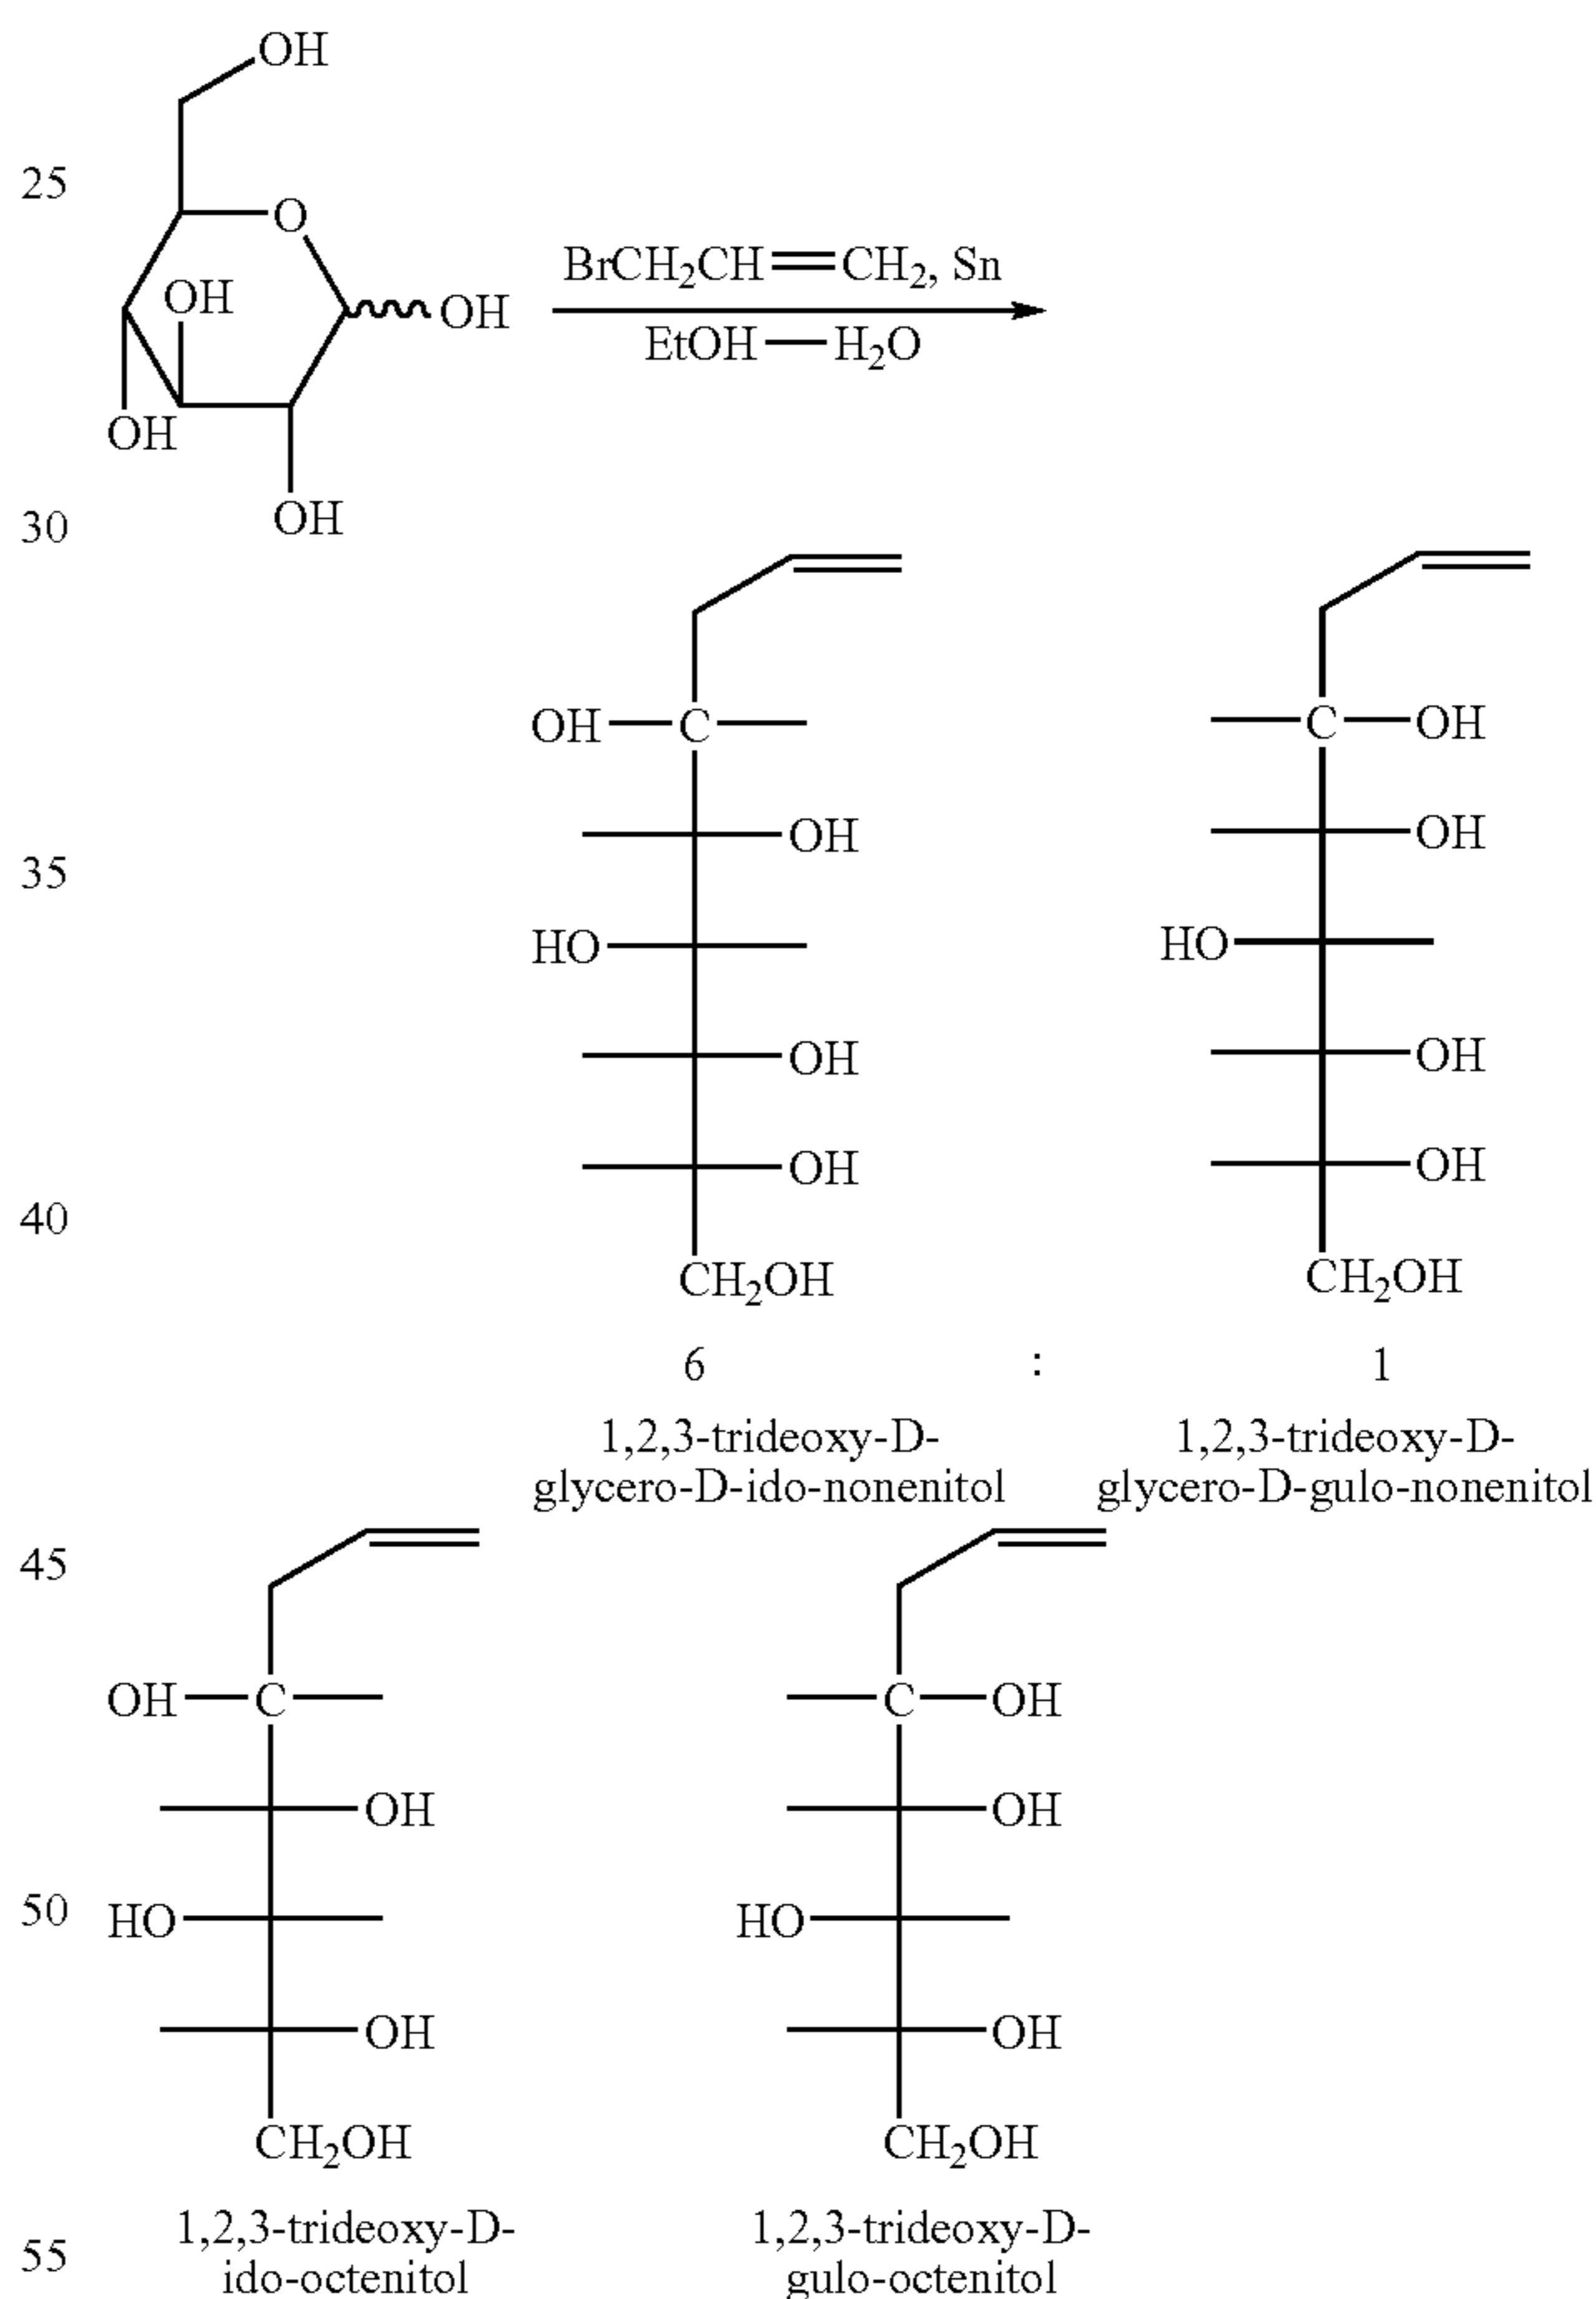 OH
25
O
OH
OH
BrCH₂CH=CH₂, Sn
EtOH—H₂O
OH
OH
30
OH C
C OH
OH
OH
35
HO
HO
OH
OH
OH
OH
40
CH₂OH
CH₂OH
6 : 1
1,2,3-trideoxy-D-
glycero-D-ido-nonenitol
1,2,3-trideoxy-D-
glycero-D-gulo-nonenitol
45
OH C
C OH
OH
OH
50
HO
HO
OH
OH
CH₂OH
CH₂OH
55
1,2,3-trideoxy-D-
ido-octenitol
1,2,3-trideoxy-D-
gulo-octenitol